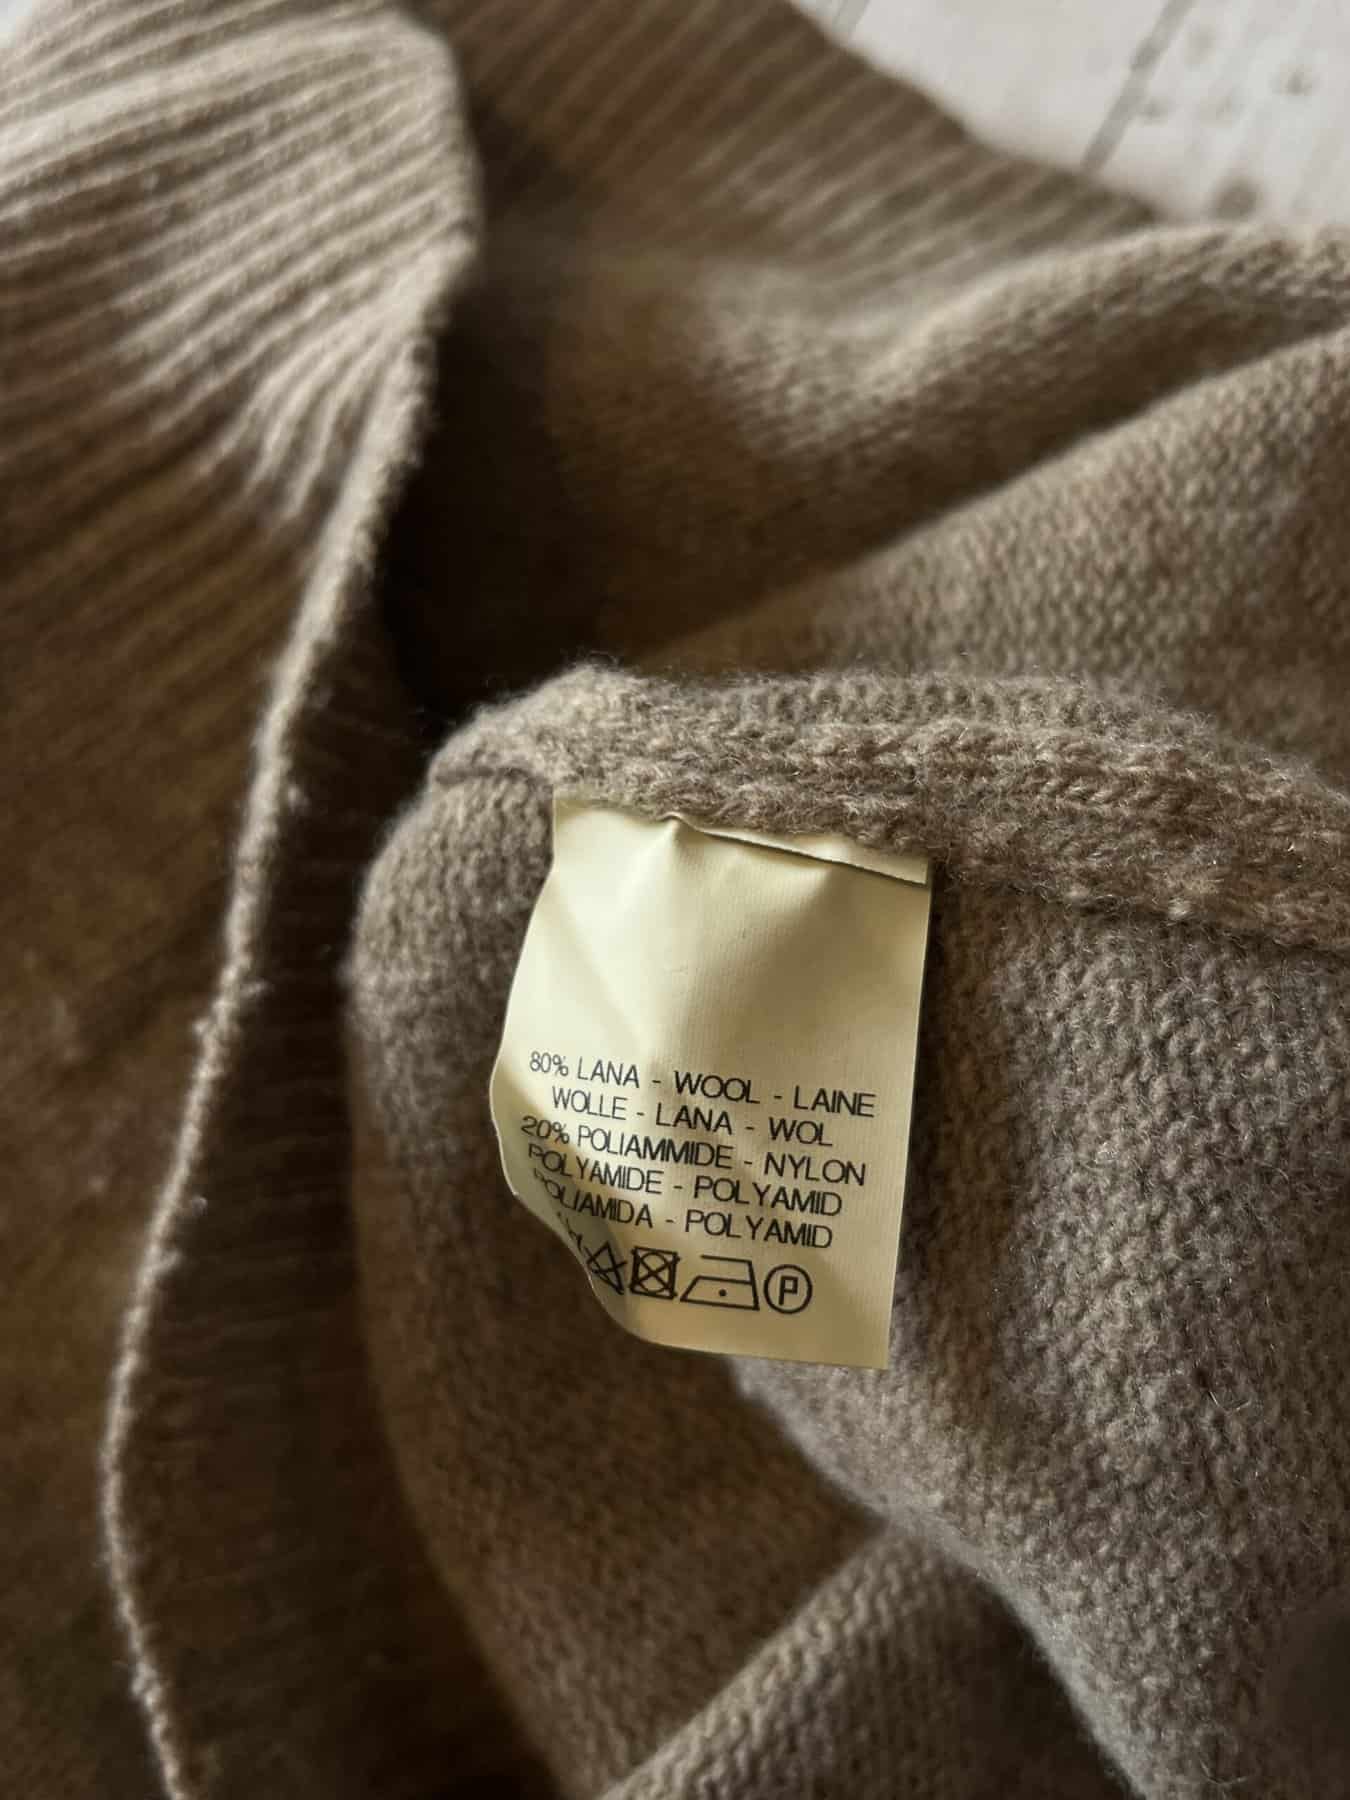 80% LANA - WOOL - LAINE
WOLLE - LANA - WOL
20% POLIAMMIDE - NYLON
POLYAMIDE - POLYAMID
POLIAMIDA - POLYAMID
P